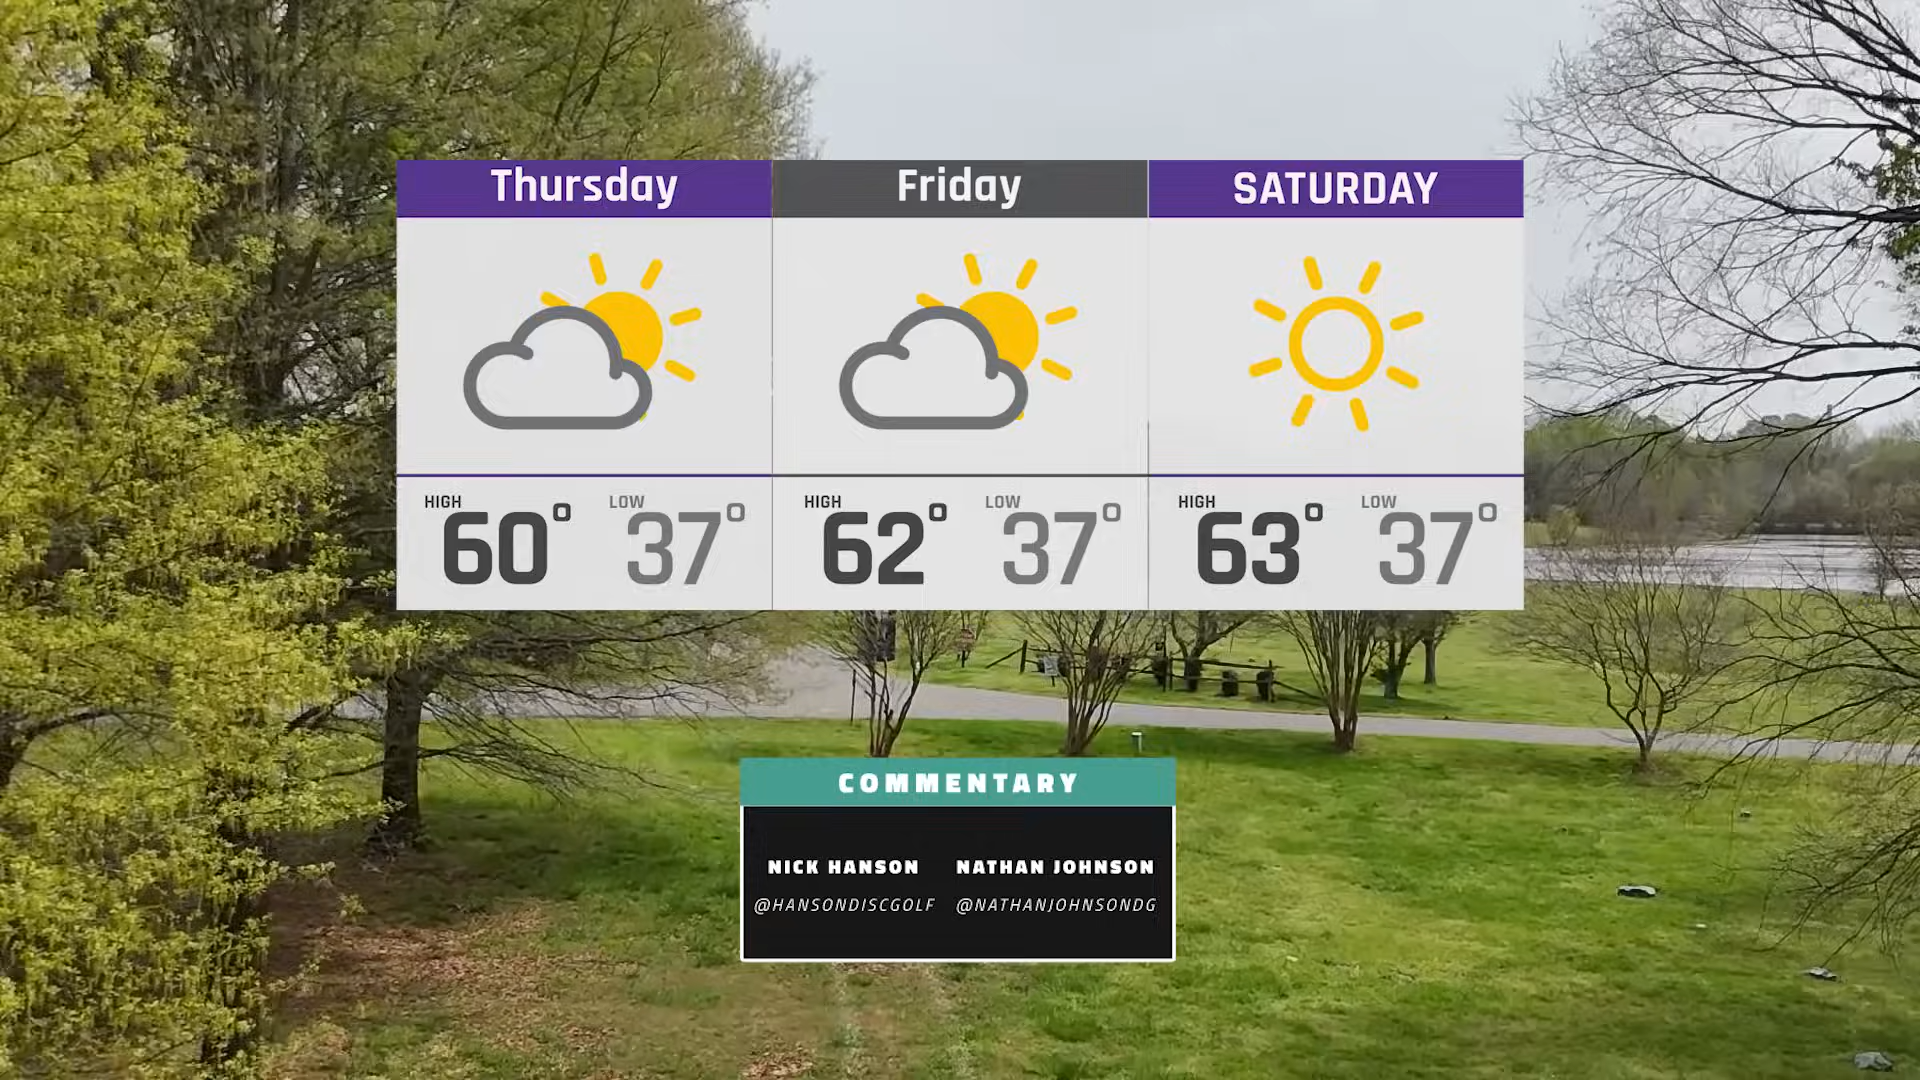 Thursday Friday SATURDAY
HIGH 60° LOW 37° HIGH 62° LOW 37° HIGH 63° LOW 37°
COMMENTARY
NICK HANSON NATHAN JOHNSON
@HANSONDISCGOLF @NATHANJOHNSONDG